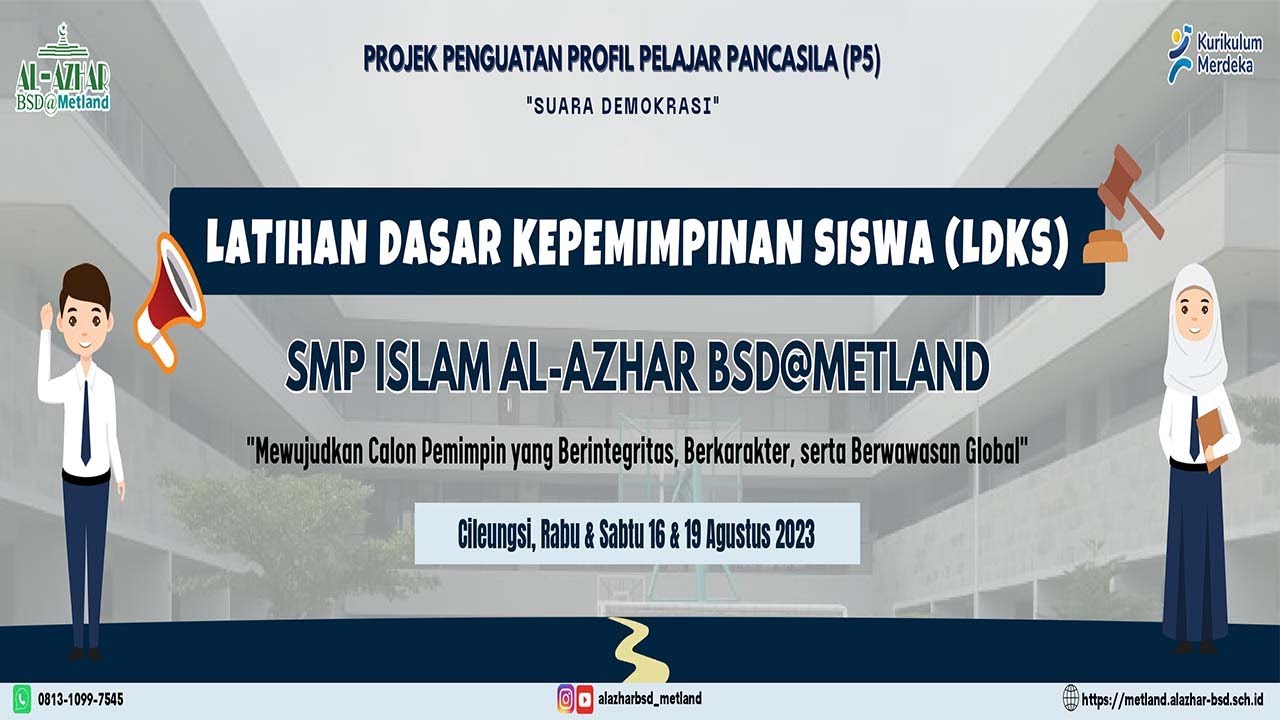 AL-AZHAR
BSD@Metland
PROJEK PENGUATAN PROFIL PELAJAR PANCASILA (P5)
"SUARA DEMOKRASI"
Kurikulum
Merdeka
LATIHAN DASAR KEPEMIMPINAN SISWA (LDKS)
SMP ISLAM AL-AZHAR BSD@METLAND
"Mewujudkan Calon Pemimpin yang Berintegritas, Berkarakter, serta Berwawasan Global"
Cileungsi, Rabu & Sabtu 16 & 19 Agustus 2023
0813-1099-7545
alazharbsd_metland
https://metland.alazhar-bsd.sch.id